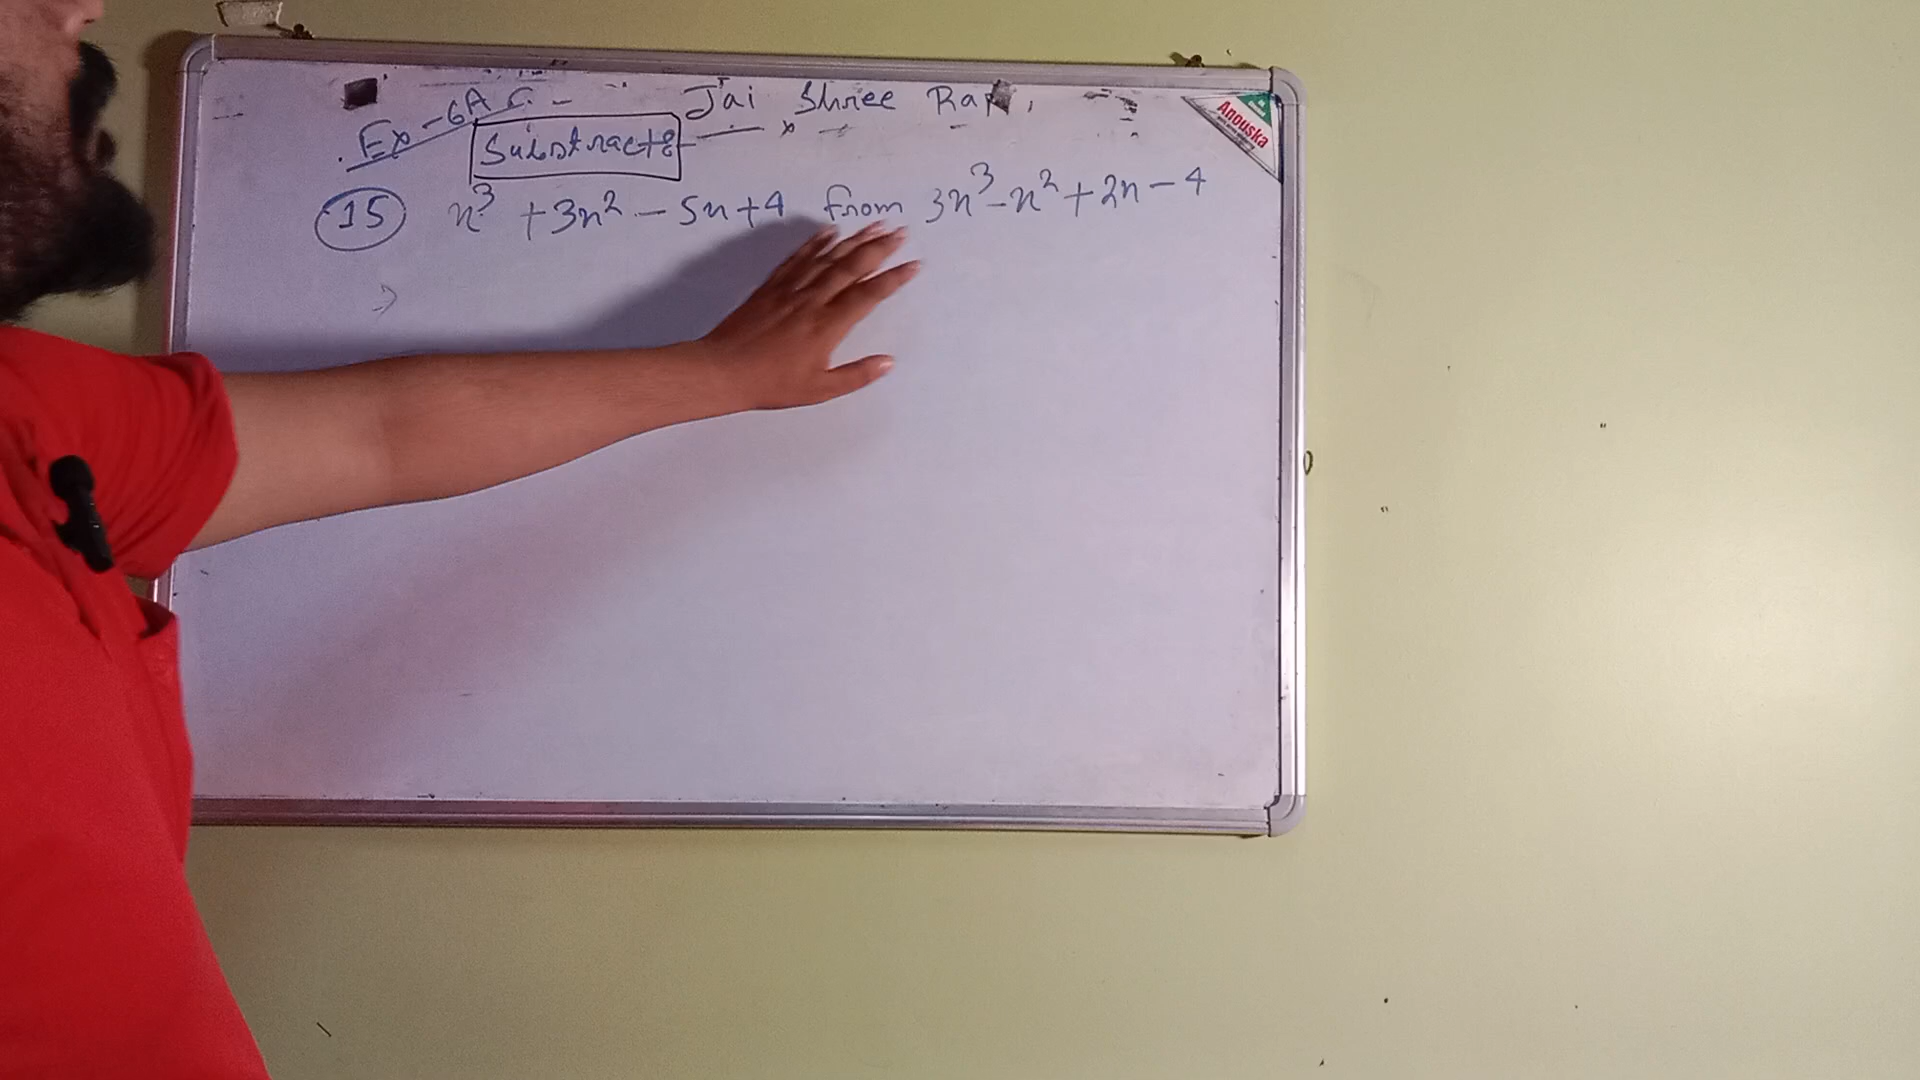 Ex-6A Jai Shree Ram
Substract:-
Anouska
15 x³ + 3x² - 5x + 4 from 3x³ - x² + 2x - 4
⇒